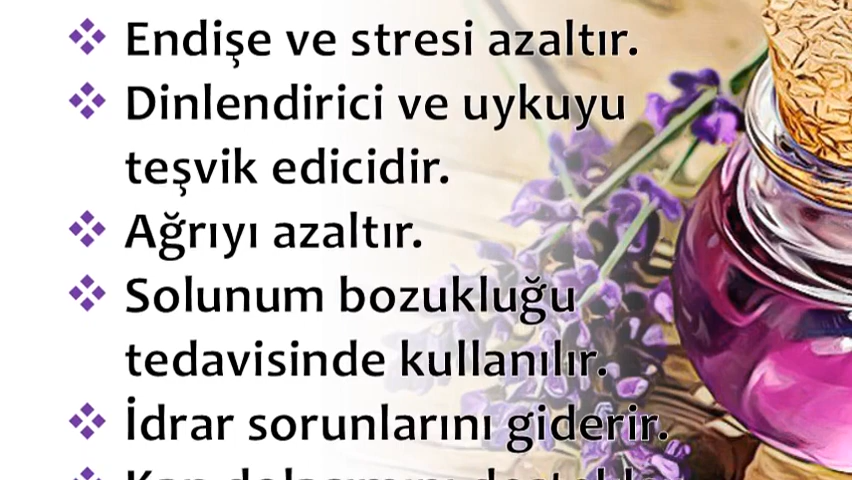 Endişe ve stresi azaltır.
Dinlendirici ve uykuyu
teşvik edicidir.
Ağrıyı azaltır.
Solunum bozukluğu
tedavisinde kullanılır.
İdrar sorunlarını giderir.